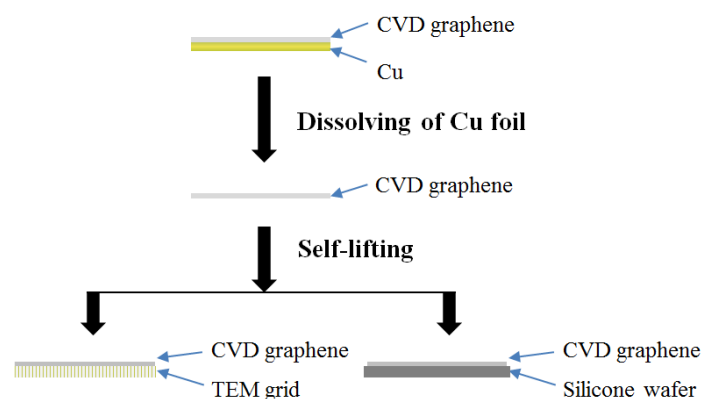 CVD graphene
Cu
Dissolving of Cu foil
CVD graphene
Self-lifting
CVD graphene
TEM grid
CVD graphene
Silicone wafer